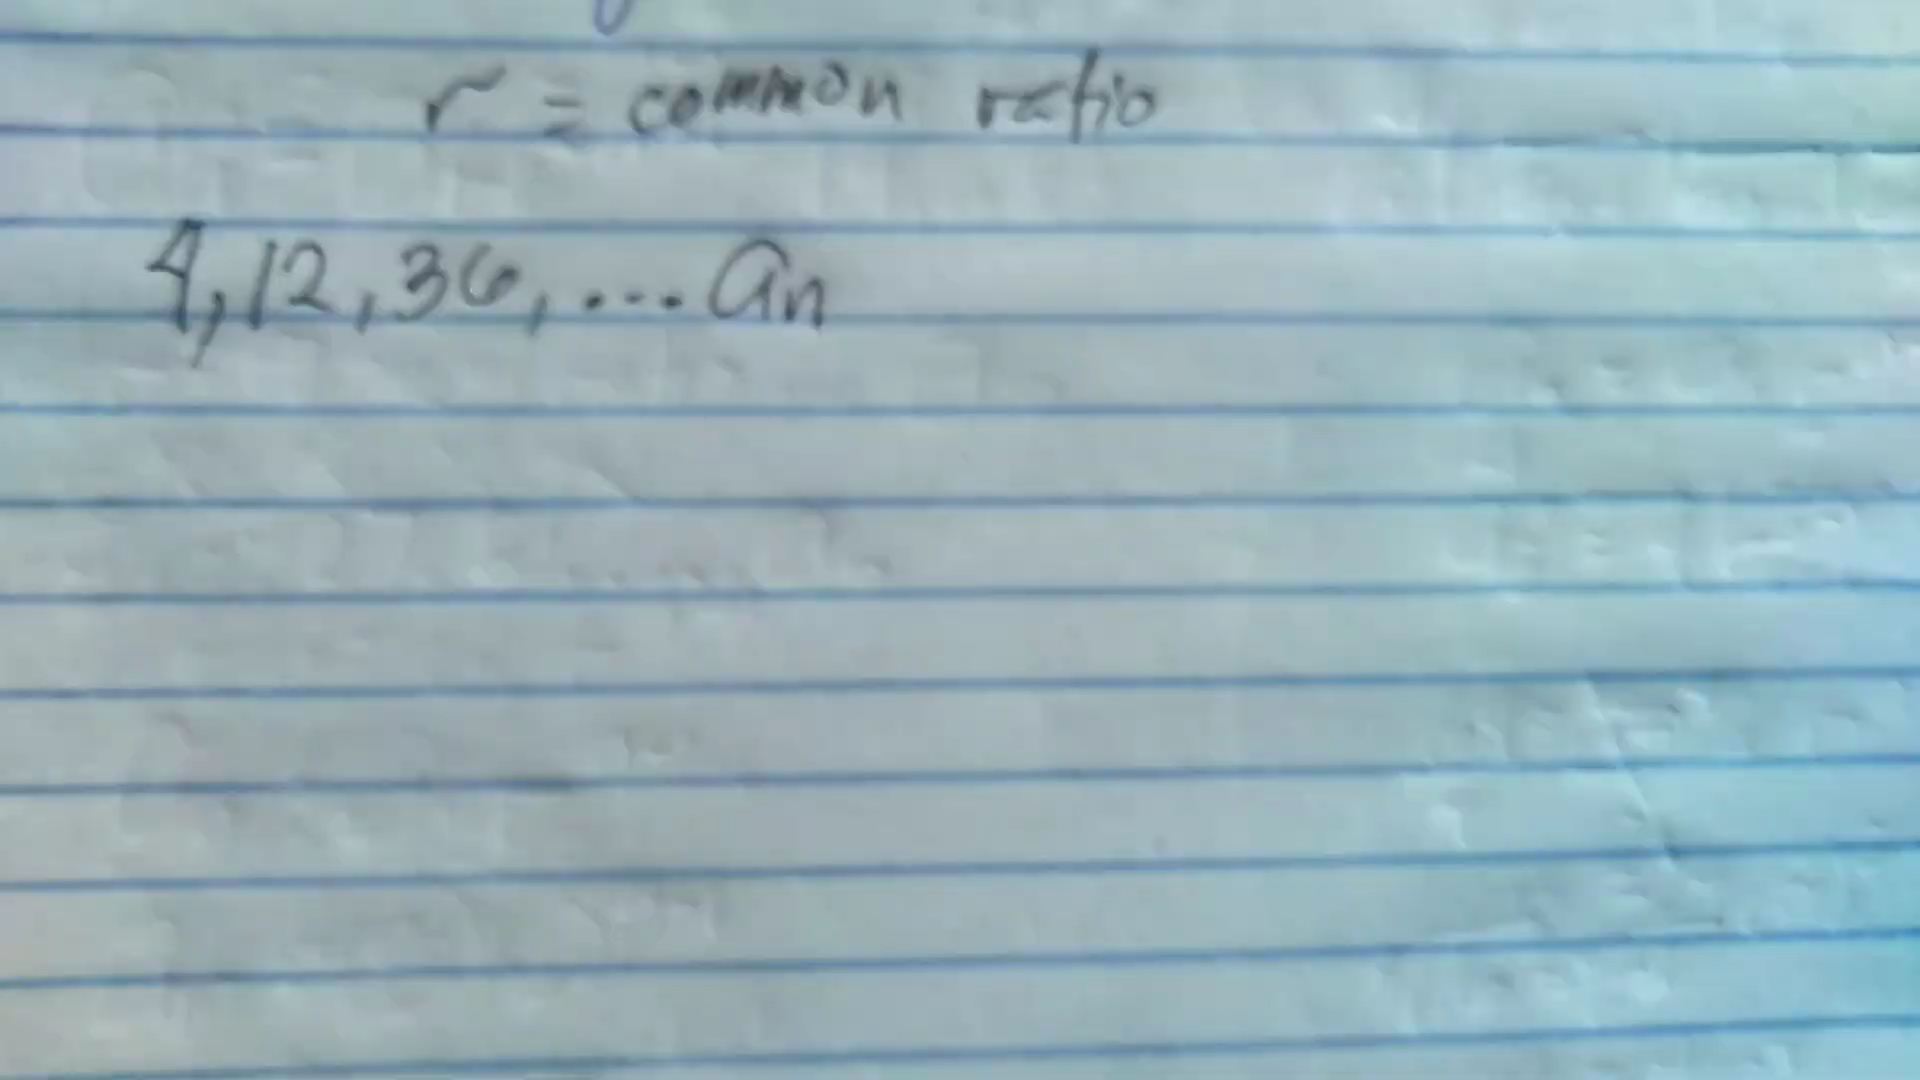 r = common ratio
4, 12, 36, ... an